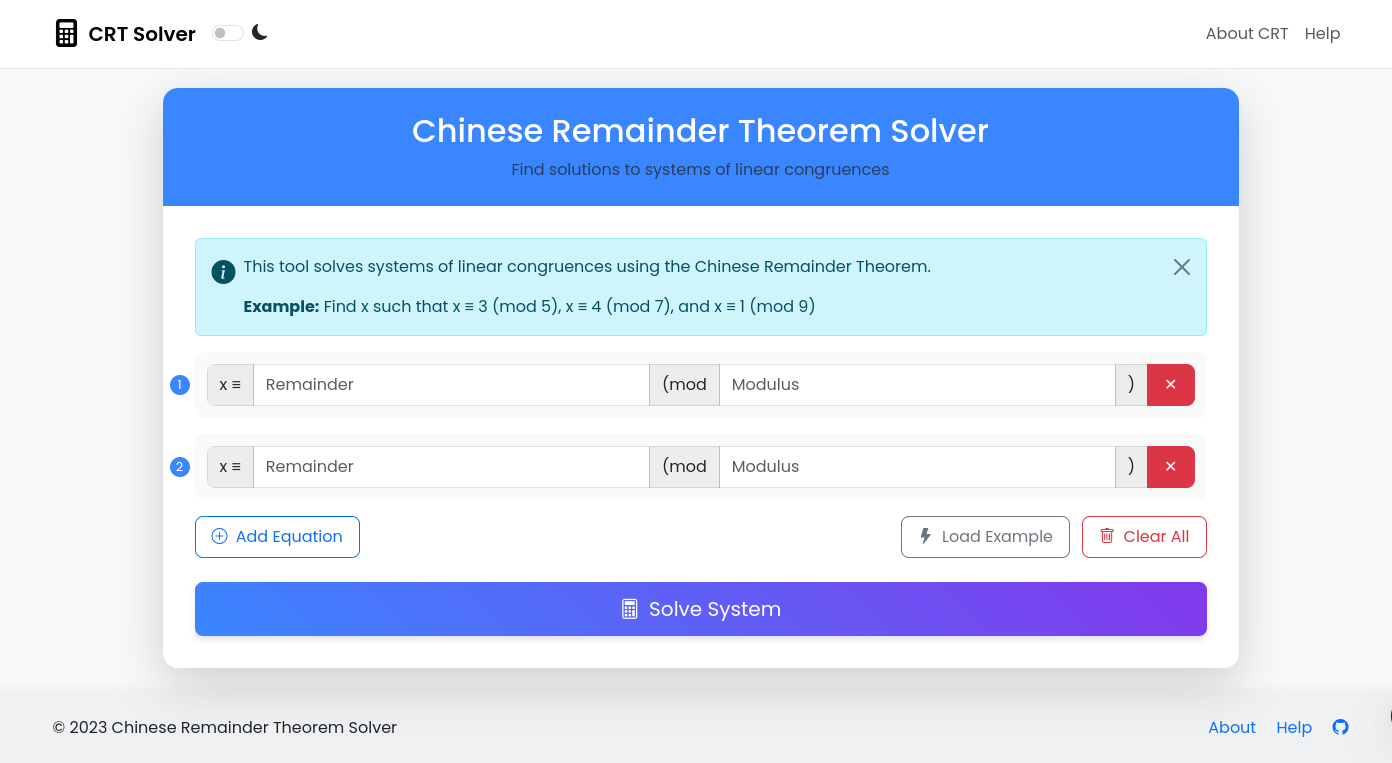 CRT Solver
About CRT Help
Chinese Remainder Theorem Solver
Find solutions to systems of linear congruences
This tool solves systems of linear congruences using the Chinese Remainder Theorem.
Example: Find x such that x ≡ 3 (mod 5), x ≡ 4 (mod 7), and x ≡ 1 (mod 9)
1 x ≡ Remainder (mod Modulus )
2 x ≡ Remainder (mod Modulus )
Add Equation Load Example Clear All
Solve System
© 2023 Chinese Remainder Theorem Solver About Help